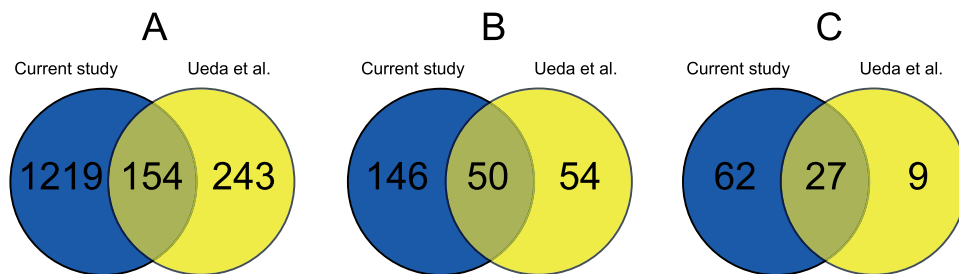 A B C
Current study Ueda et al. Current study Ueda et al. Current study Ueda et al.
1219 154 243 146 50 54 62 27 9